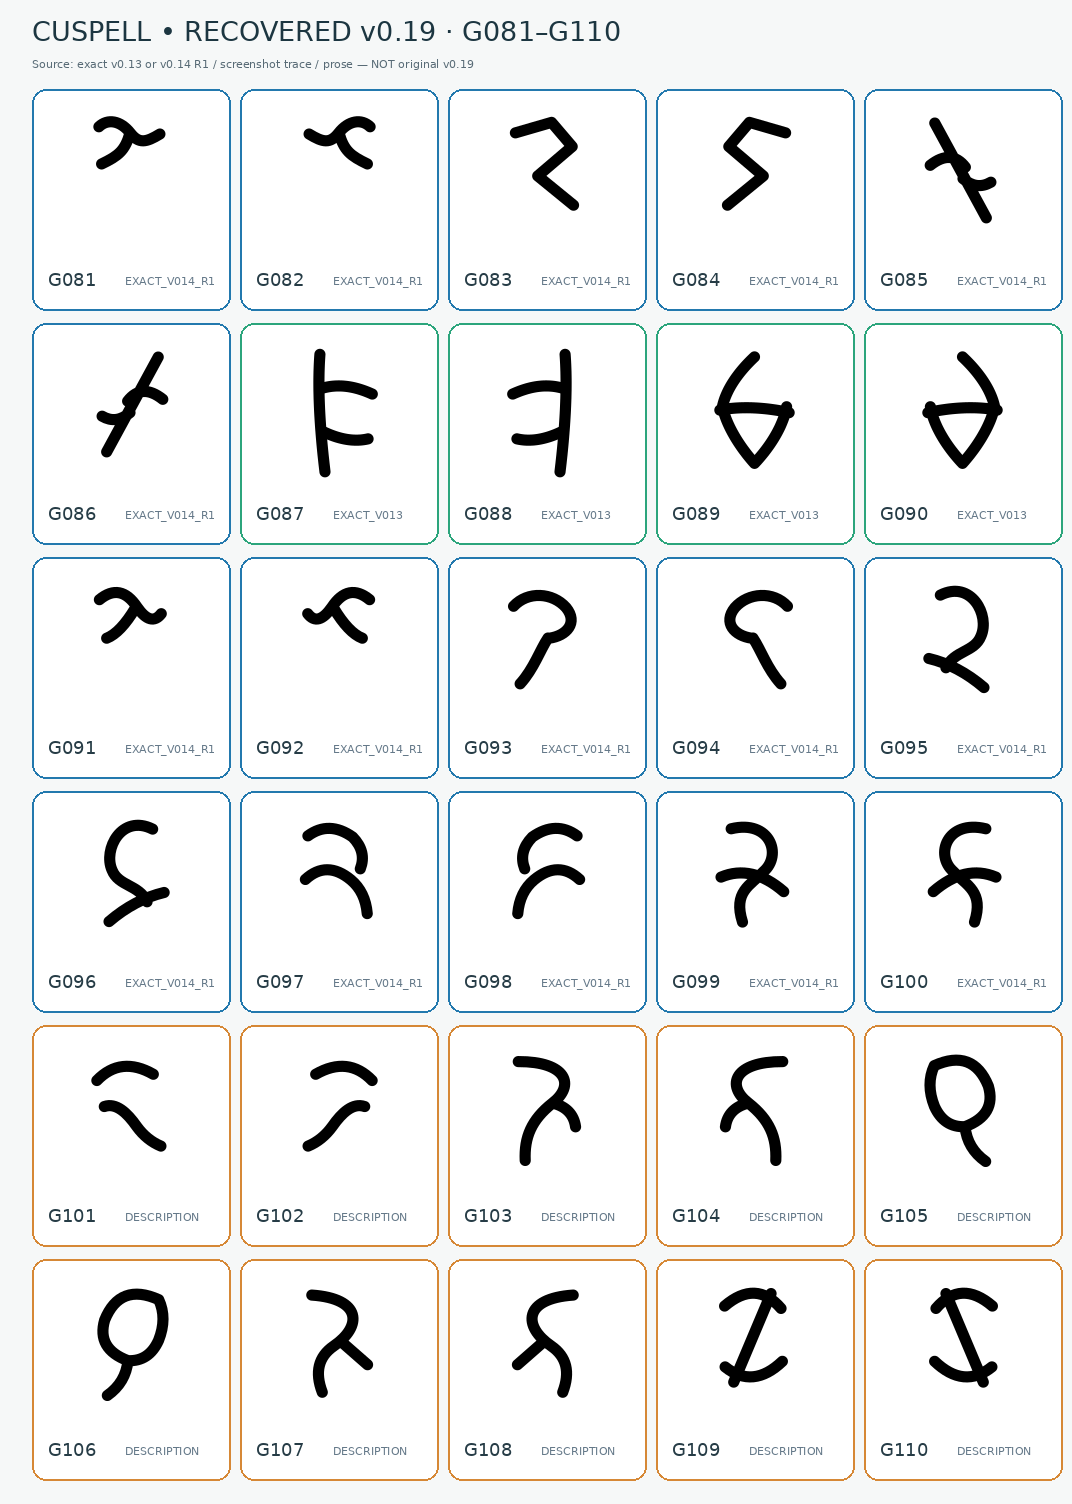 CUSPELL • RECOVERED v0.19 · G081–G110
Source: exact v0.13 or v0.14 R1 / screenshot trace / prose — NOT original v0.19
G081 EXACT_V014_R1
G082 EXACT_V014_R1
G083 EXACT_V014_R1
G084 EXACT_V014_R1
G085 EXACT_V014_R1
G086 EXACT_V014_R1
G087 EXACT_V013
G088 EXACT_V013
G089 EXACT_V013
G090 EXACT_V013
G091 EXACT_V014_R1
G092 EXACT_V014_R1
G093 EXACT_V014_R1
G094 EXACT_V014_R1
G095 EXACT_V014_R1
G096 EXACT_V014_R1
G097 EXACT_V014_R1
G098 EXACT_V014_R1
G099 EXACT_V014_R1
G100 EXACT_V014_R1
G101 DESCRIPTION
G102 DESCRIPTION
G103 DESCRIPTION
G104 DESCRIPTION
G105 DESCRIPTION
G106 DESCRIPTION
G107 DESCRIPTION
G108 DESCRIPTION
G109 DESCRIPTION
G110 DESCRIPTION